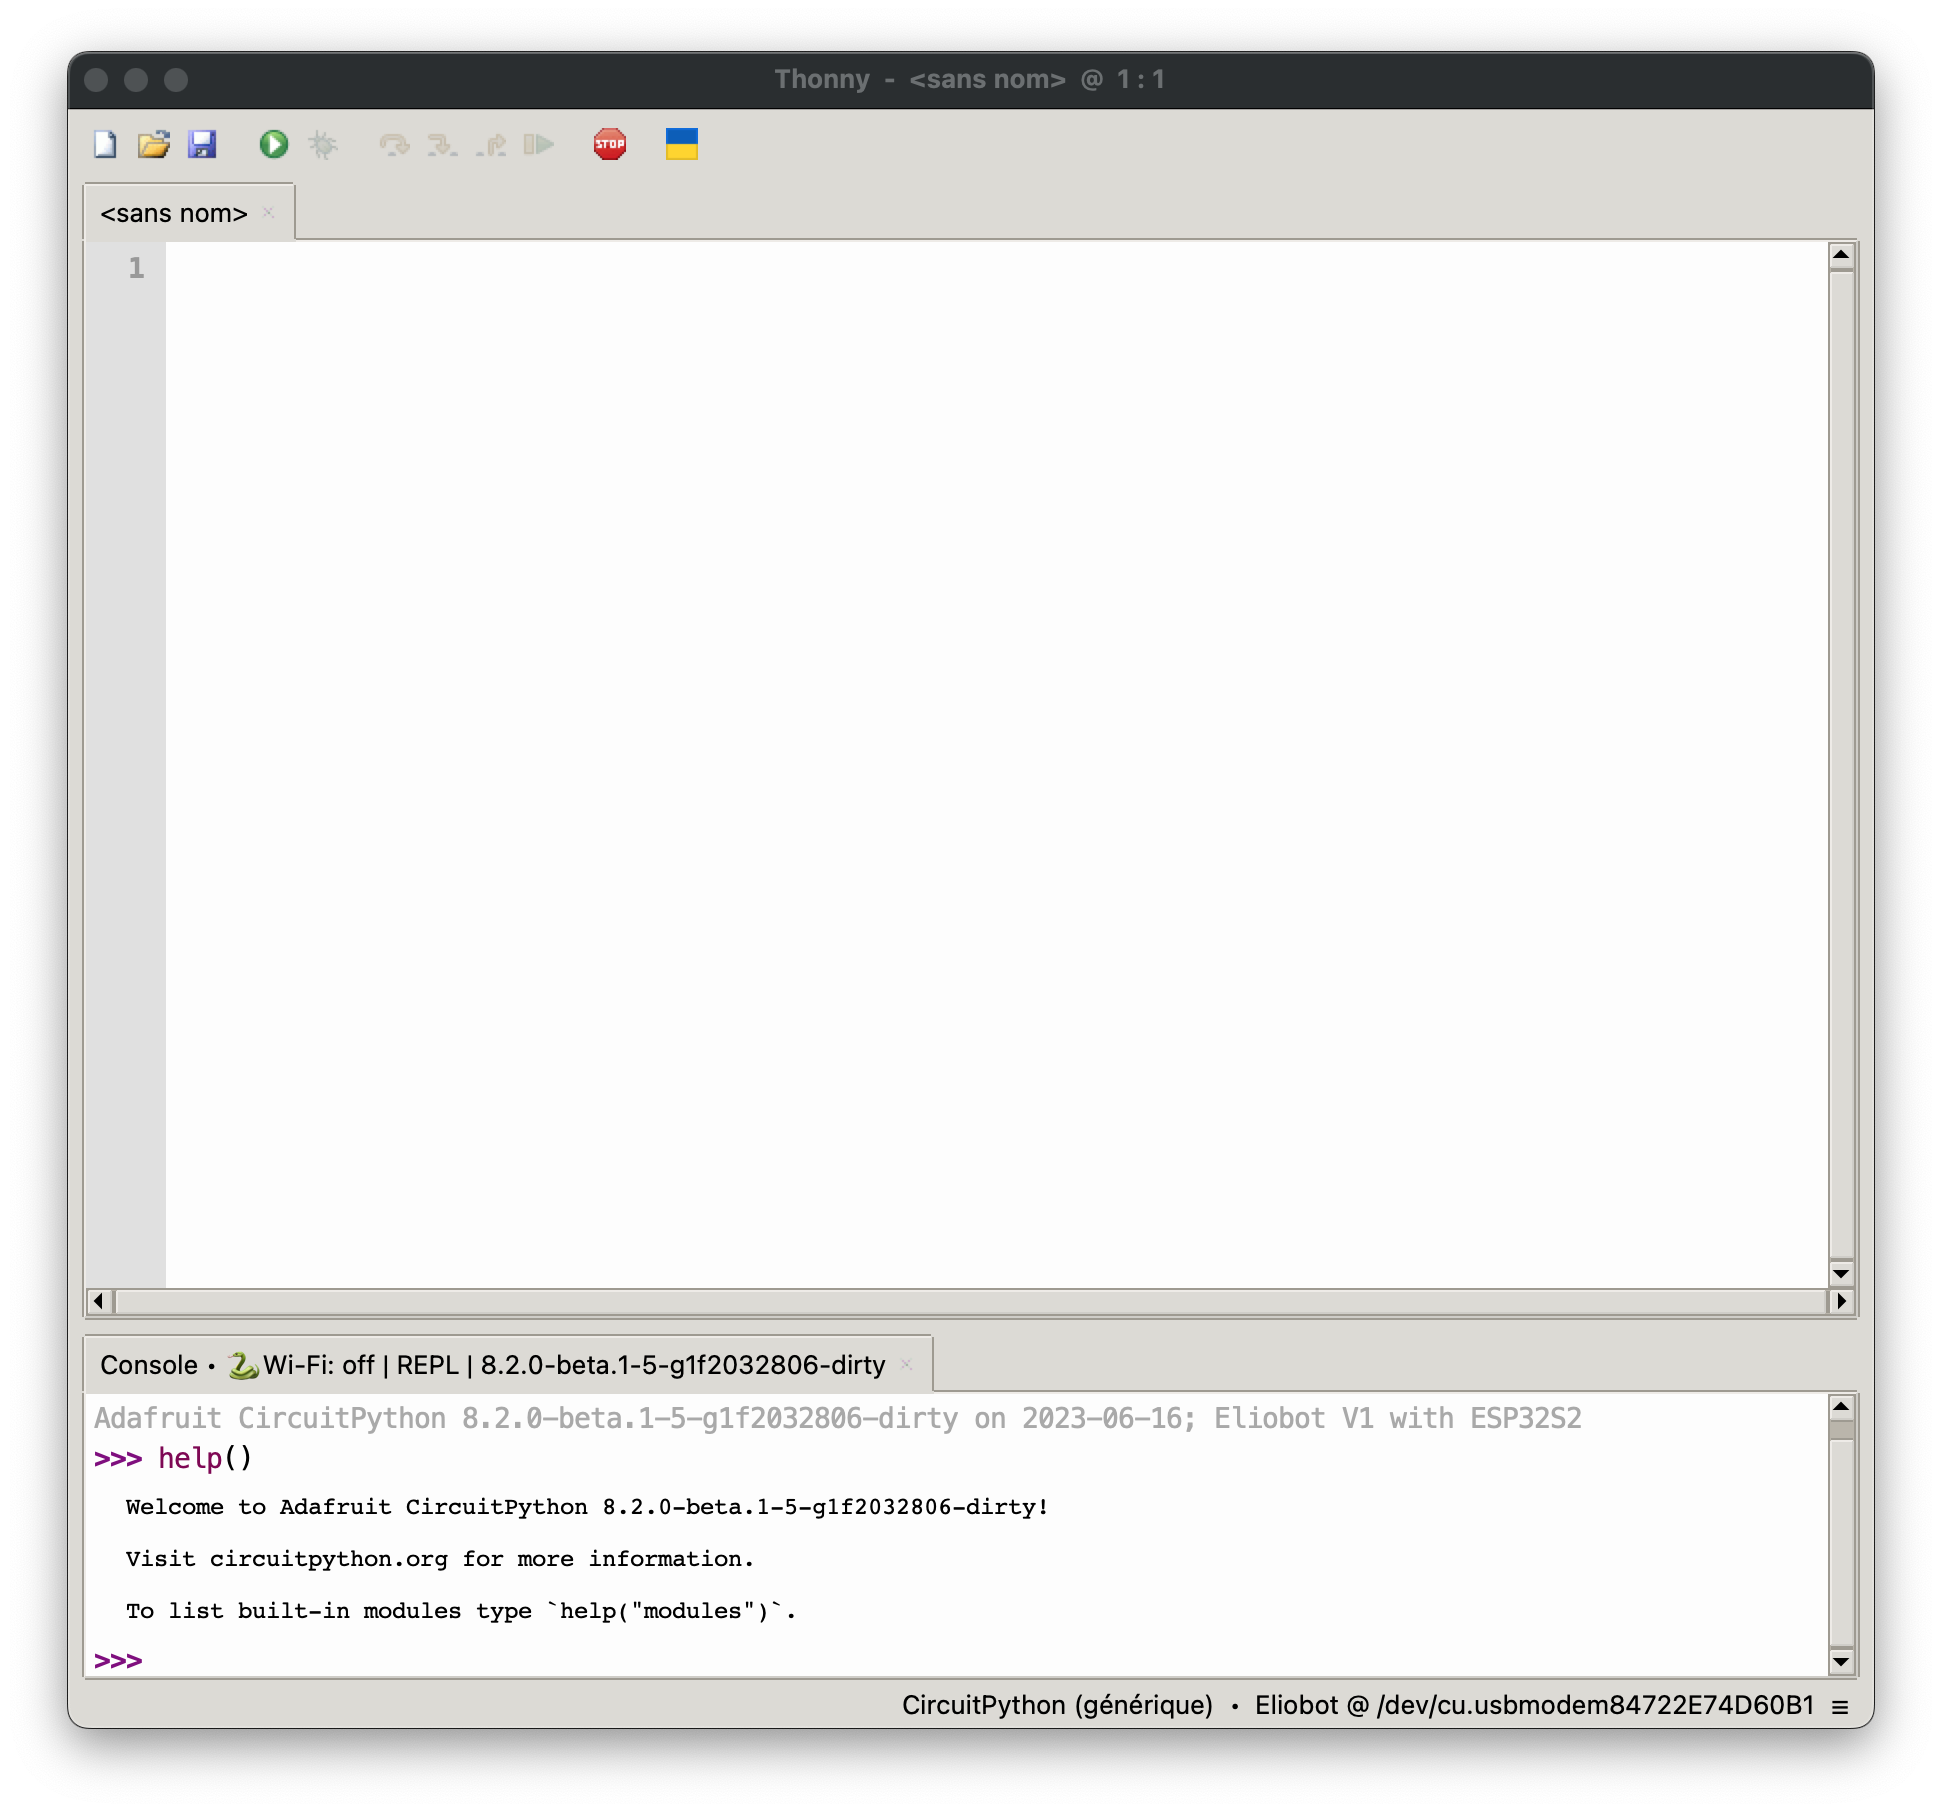 Thonny - <sans nom> @ 1:1
STOP
<sans nom>
1
Console • Wi-Fi: off | REPL | 8.2.0-beta.1-5-g1f2032806-dirty
Adafruit CircuitPython 8.2.0-beta.1-5-g1f2032806-dirty on 2023-06-16; Eliobot V1 with ESP32S2
>>> help()
Welcome to Adafruit CircuitPython 8.2.0-beta.1-5-g1f2032806-dirty!
Visit circuitpython.org for more information.
To list built-in modules type `help("modules")`.
>>>
CircuitPython (générique) • Eliobot @ /dev/cu.usbmodem84722E74D60B1 ≡